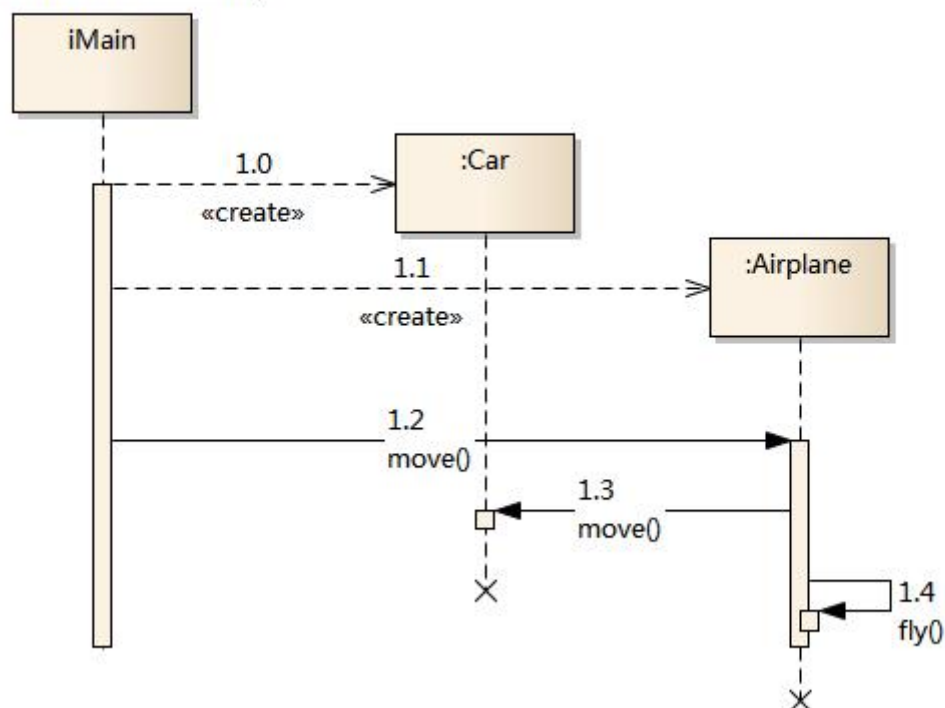 iMain
1.0
:Car
«create»
1.1
:Airplane
«create»
1.2
move()
1.3
move()
1.4
fly()